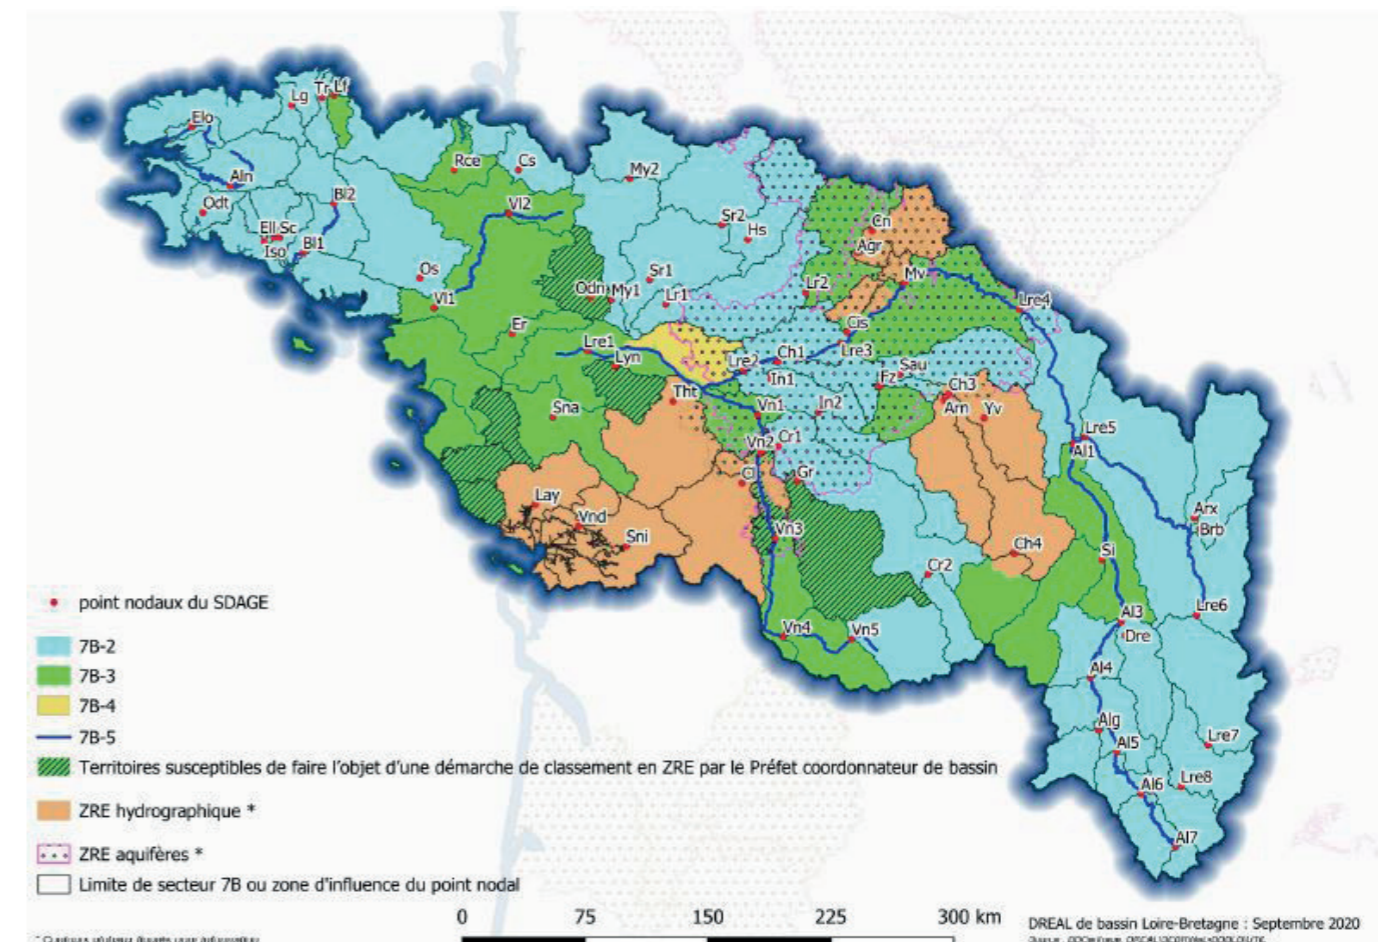 Lg Tr Lf
Elo
Rce Cs
Aln My2
Bl2
Odt Vl2
Sr2 Cn
Ell Sc Hs
Iso Bl1 Agr
Os Sr1 Mv
Odn My1 Lr1 Lr2
Vl1 Lre4
Er Cis
Lre1 Lre3
Lyn Lre2 Ch1
In1 Fz Sau
Tht Ch3
Sna Vn1 In2 Arn Yv
Lre5
Vn2 Cr1 Al1
Cl Gr
Lay
Vnd Arx
Vn3 Brb
Sni Ch4 Si
Cr2
point nodaux du SDAGE
Al3 Lre6
Vn4 Vn5 Dre
7B-2
7B-3
Al4
7B-4
7B-5
Alg
Al5 Lre7
Territoires susceptibles de faire l'objet d'une démarche de classement en ZRE par le Préfet coordonnateur de bassin
Al6 Lre8
ZRE hydrographique *
Al7
ZRE aquifères *
Limite de secteur 7B ou zone d'influence du point nodal
0 75 150 225 300 km
DREAL de bassin Loire-Bretagne : Septembre 2020